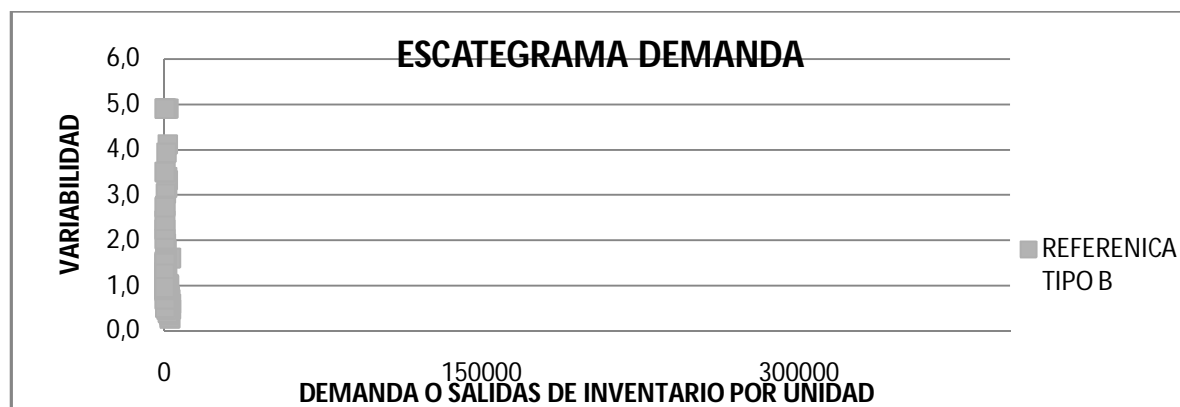 ESCATEGRAMA DEMANDA
6,0
5,0
4,0
3,0
2,0
1,0
0,0
VARIABILIDAD
0
150000
300000
DEMANDA O SALIDAS DE INVENTARIO POR UNIDAD
REFERENICA
TIPO B